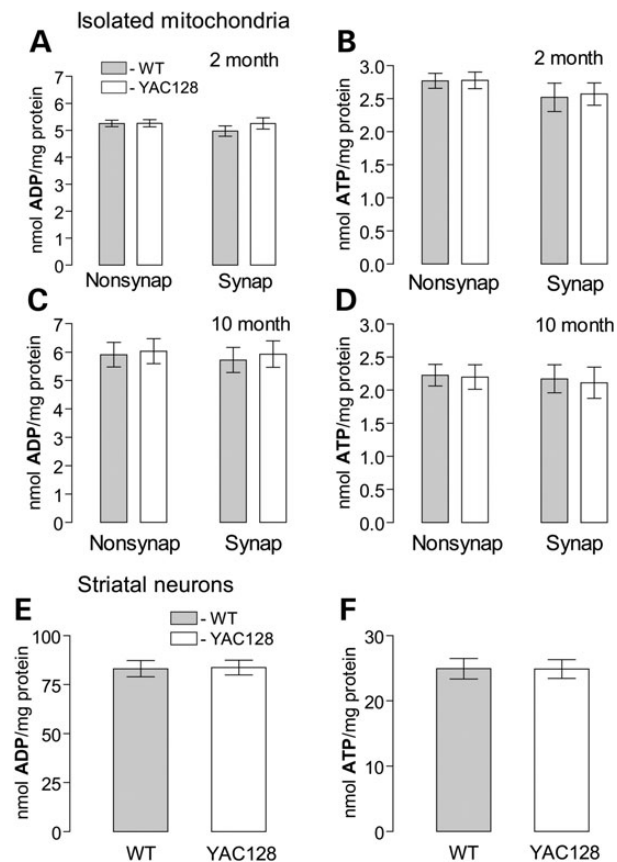 Isolated mitochondria
A
2 month
- WT
- YAC128
nmol ADP/mg protein
7
6
5
4
3
2
1
0
Nonsynap Synap
B
2 month
nmol ATP/mg protein
3.0
2.5
2.0
1.5
1.0
0.5
0.0
Nonsynap Synap
C
10 month
nmol ADP/mg protein
7
6
5
4
3
2
1
0
Nonsynap Synap
D
10 month
nmol ATP/mg protein
3.0
2.5
2.0
1.5
1.0
0.5
0.0
Nonsynap Synap
Striatal neurons
E
- WT
- YAC128
nmol ADP/mg protein
100
75
50
25
0
WT YAC128
F
nmol ATP/mg protein
30
20
10
0
WT YAC128